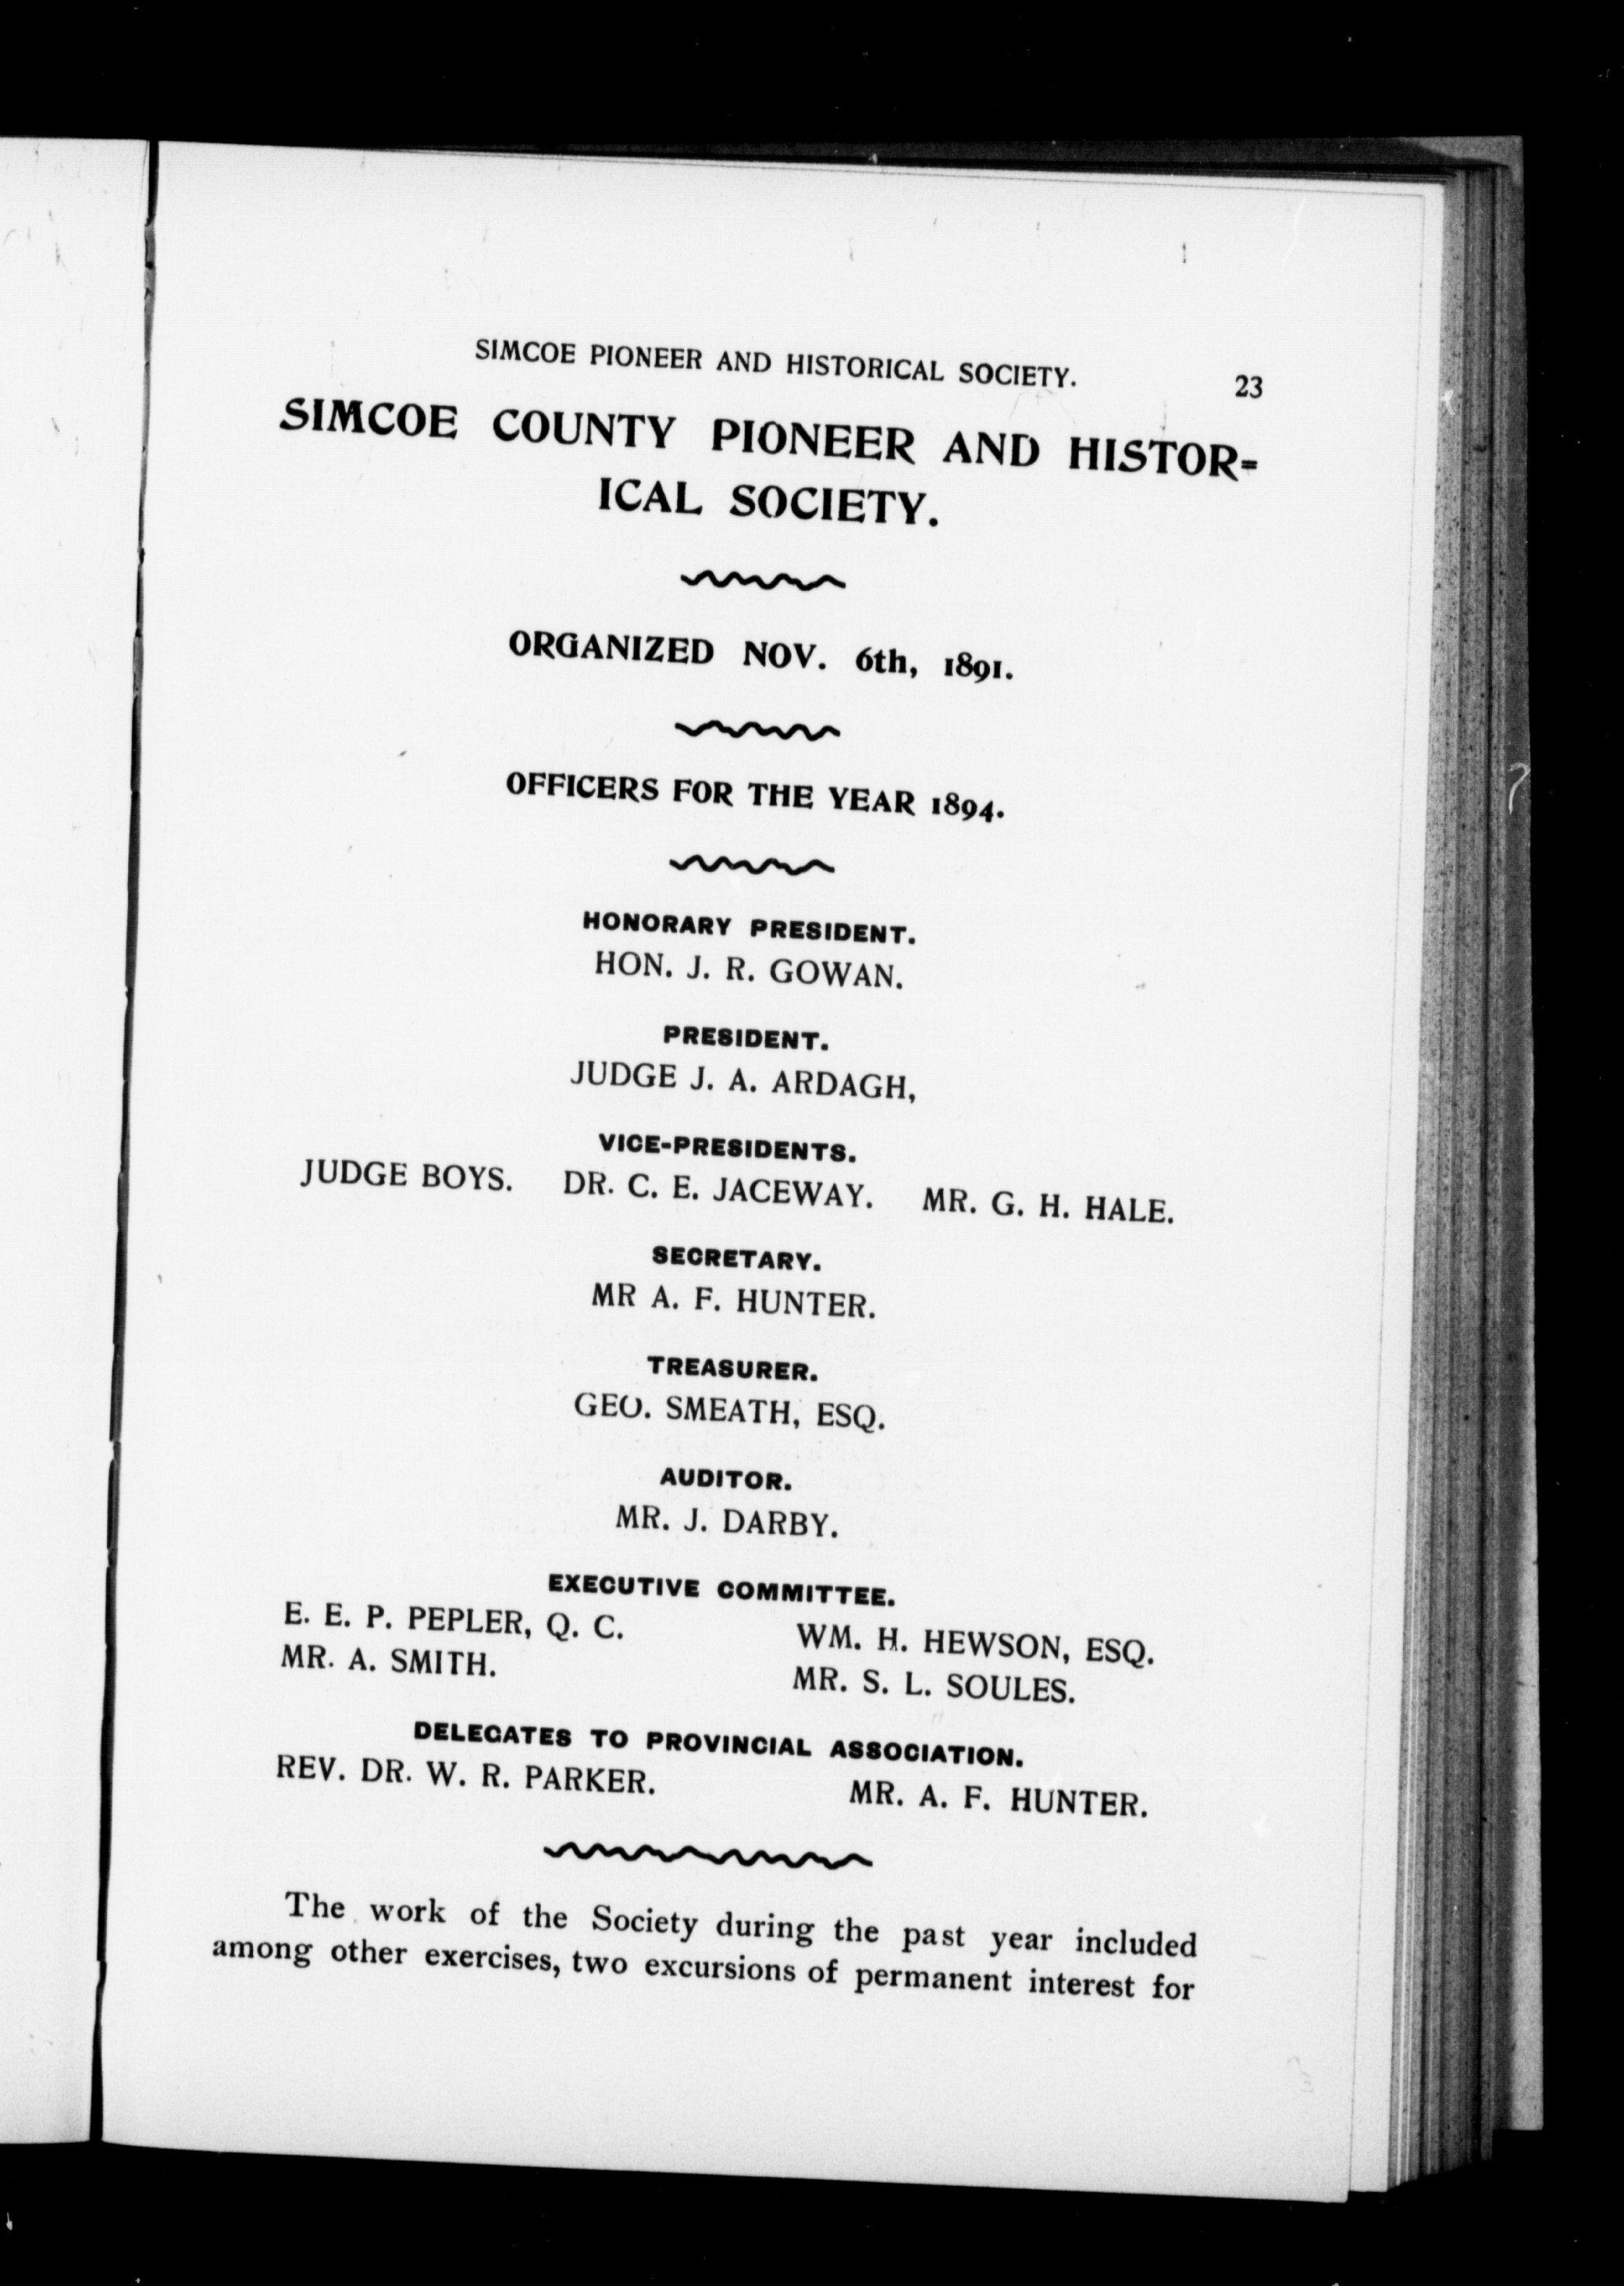 SIMCOE PIONEER AND HISTORICAL SOCIETY. 23
SIMCOE COUNTY PIONEER AND HISTOR=
ICAL SOCIETY.
ORGANIZED NOV. 6th, 1891.
OFFICERS FOR THE YEAR 1894.
HONORARY PRESIDENT.
HON. J. R. GOWAN.
PRESIDENT.
JUDGE J. A. ARDAGH,
VICE-PRESIDENTS.
JUDGE BOYS. DR. C. E. JACEWAY. MR. G. H. HALE.
SECRETARY.
MR A. F. HUNTER.
TREASURER.
GEO. SMEATH, ESQ.
AUDITOR.
MR. J. DARBY.
EXECUTIVE COMMITTEE.
E. E. P. PEPLER, Q. C. WM. H. HEWSON, ESQ.
MR. A. SMITH. MR. S. L. SOULES.
DELEGATES TO PROVINCIAL ASSOCIATION.
REV. DR. W. R. PARKER. MR. A. F. HUNTER.
The work of the Society during the past year included
among other exercises, two excursions of permanent interest for